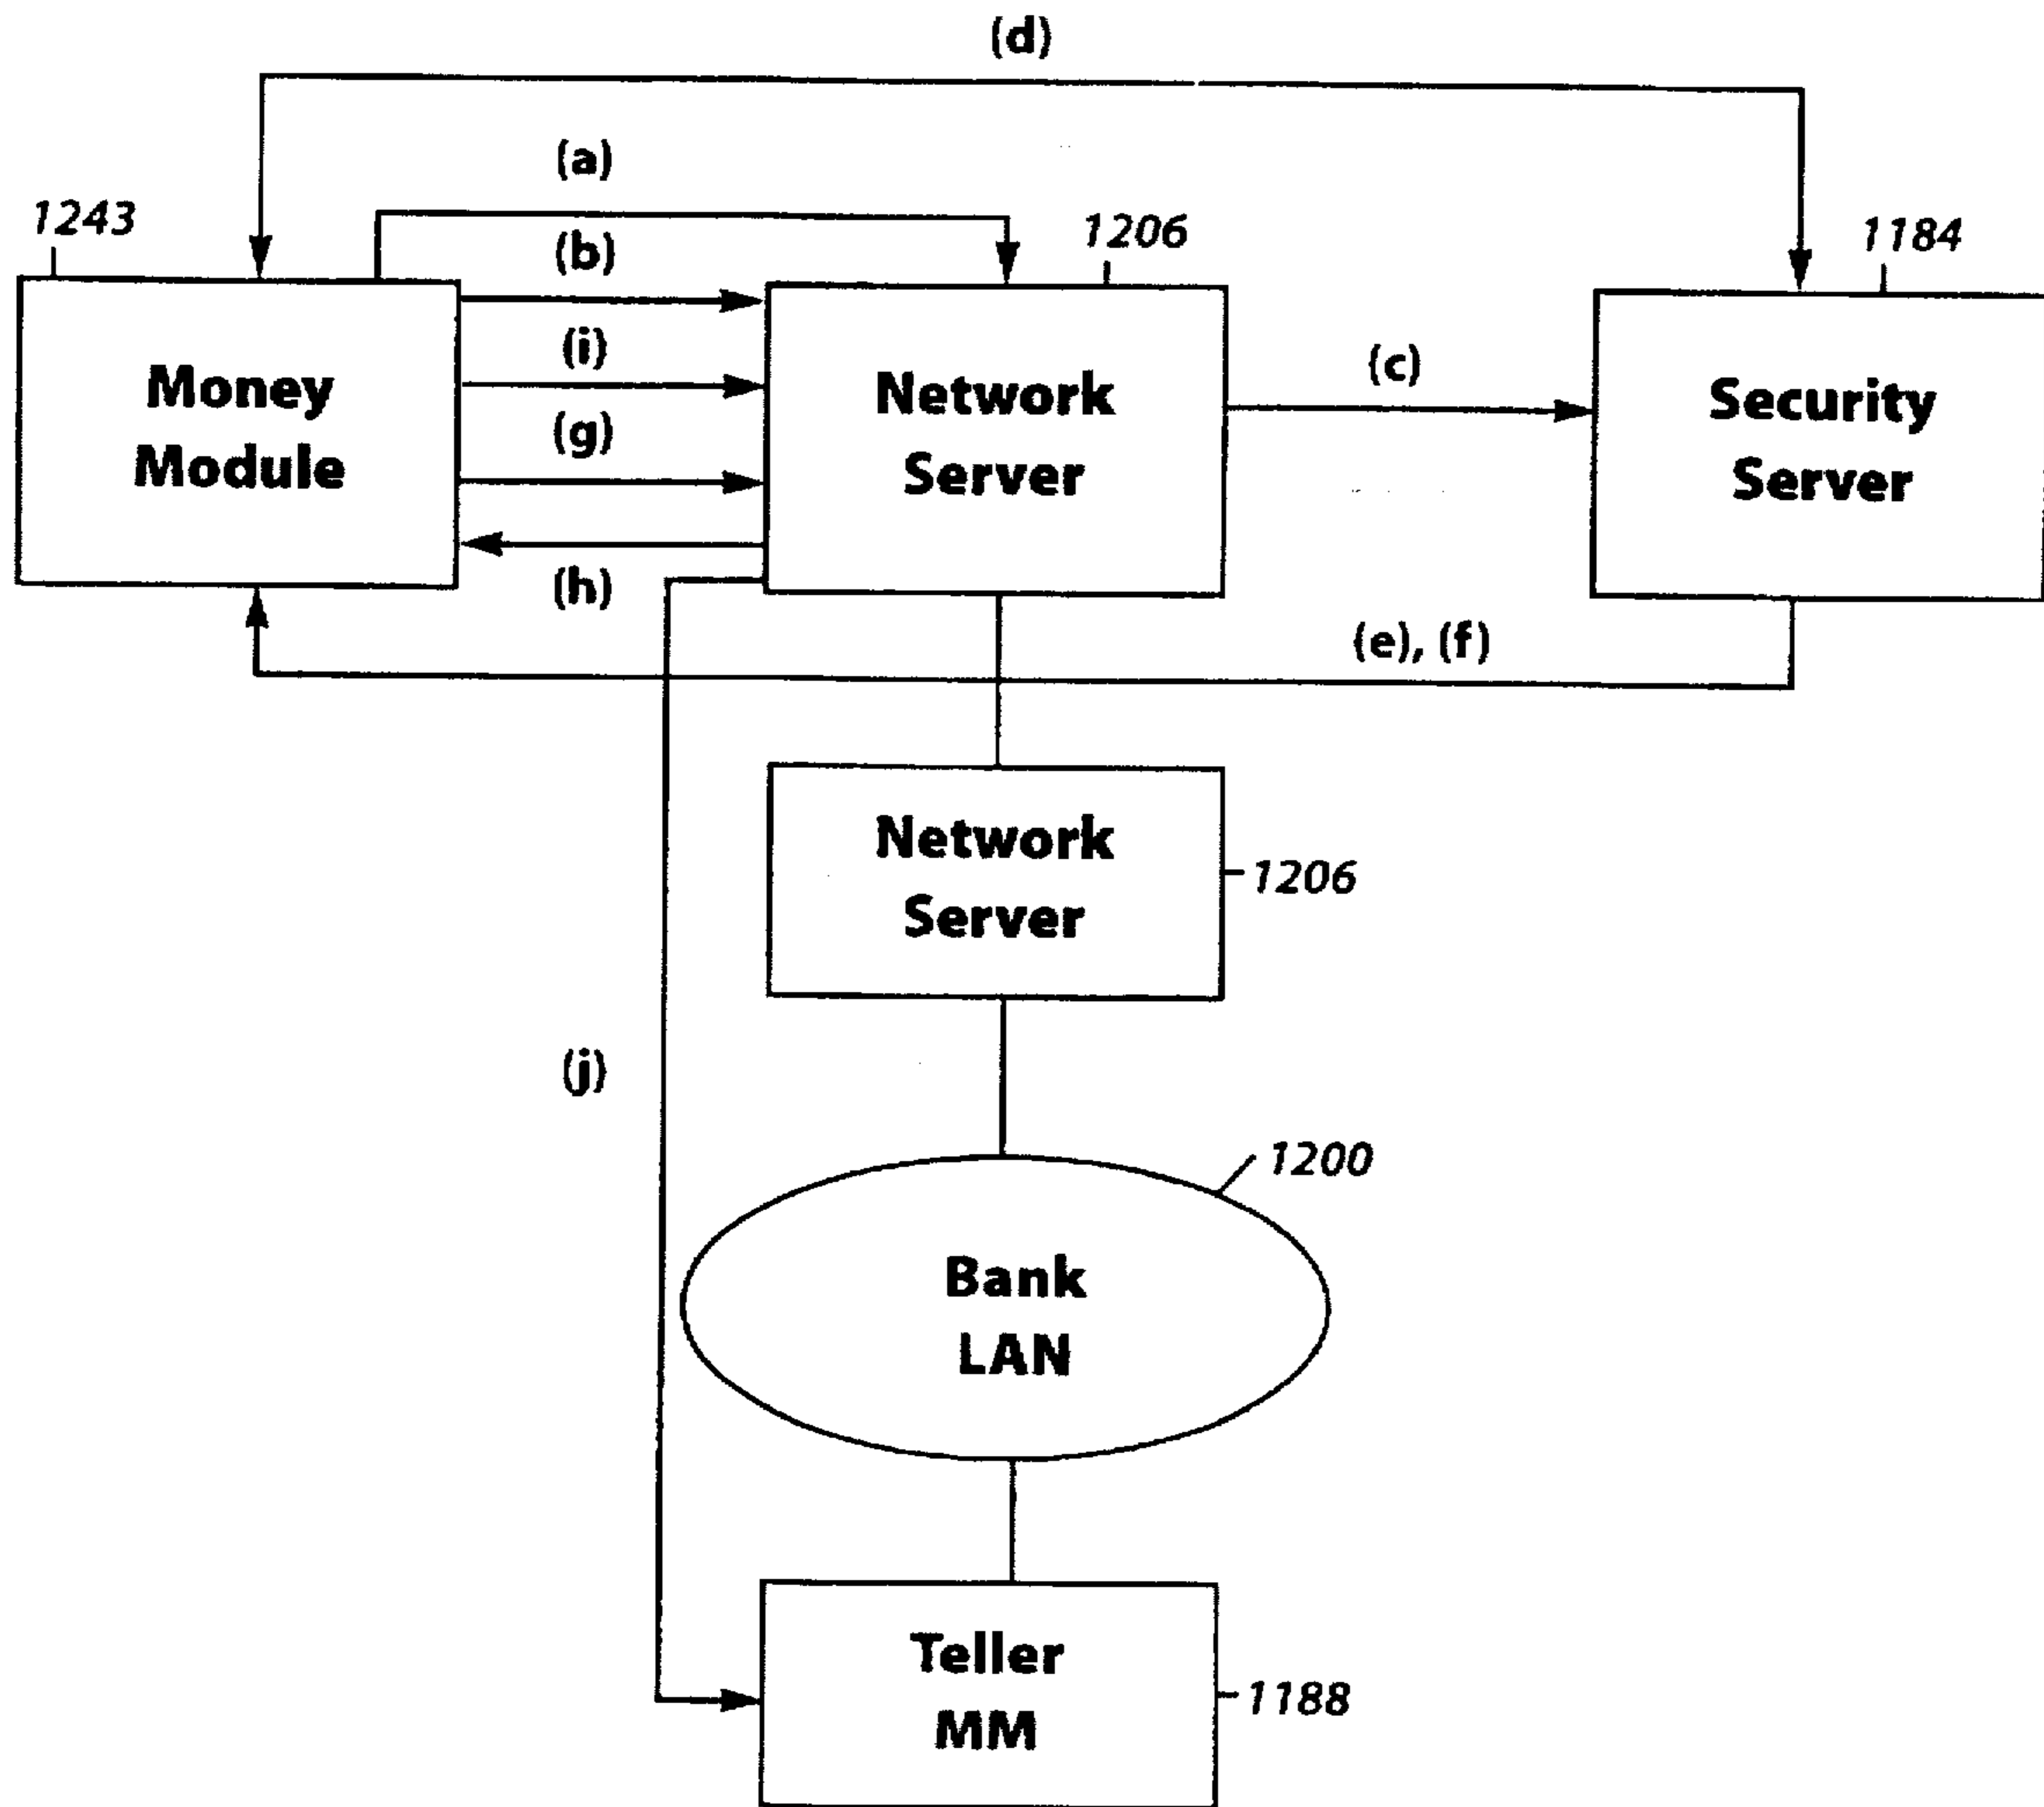 (d)
(a)
1243
1206
1184
(b)
(i)
(c)
Money
Module
Network
Server
Security
Server
(g)
(h)
(e), (f)
Network
Server
1206
(j)
1200
Bank
LAN
Teller
MM
1188